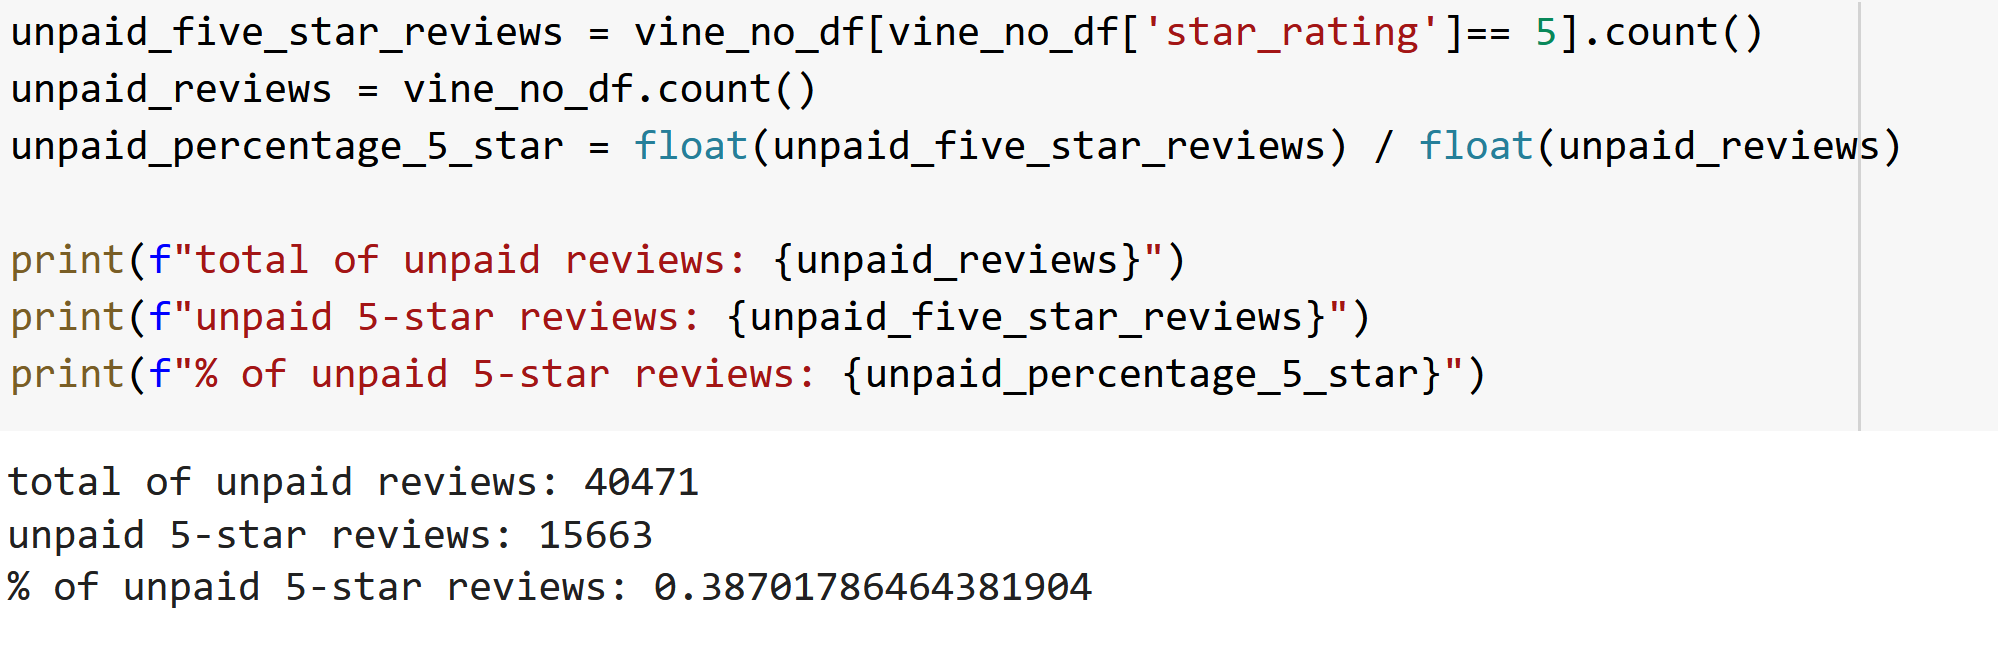 unpaid_five_star_reviews = vine_no_df[vine_no_df['star_rating']== 5].count()
unpaid_reviews = vine_no_df.count()
unpaid_percentage_5_star = float(unpaid_five_star_reviews) / float(unpaid_reviews)
print(f"total of unpaid reviews: {unpaid_reviews}")
print(f"unpaid 5-star reviews: {unpaid_five_star_reviews}")
print(f"% of unpaid 5-star reviews: {unpaid_percentage_5_star}")
total of unpaid reviews: 40471
unpaid 5-star reviews: 15663
% of unpaid 5-star reviews: 0.38701786464381904